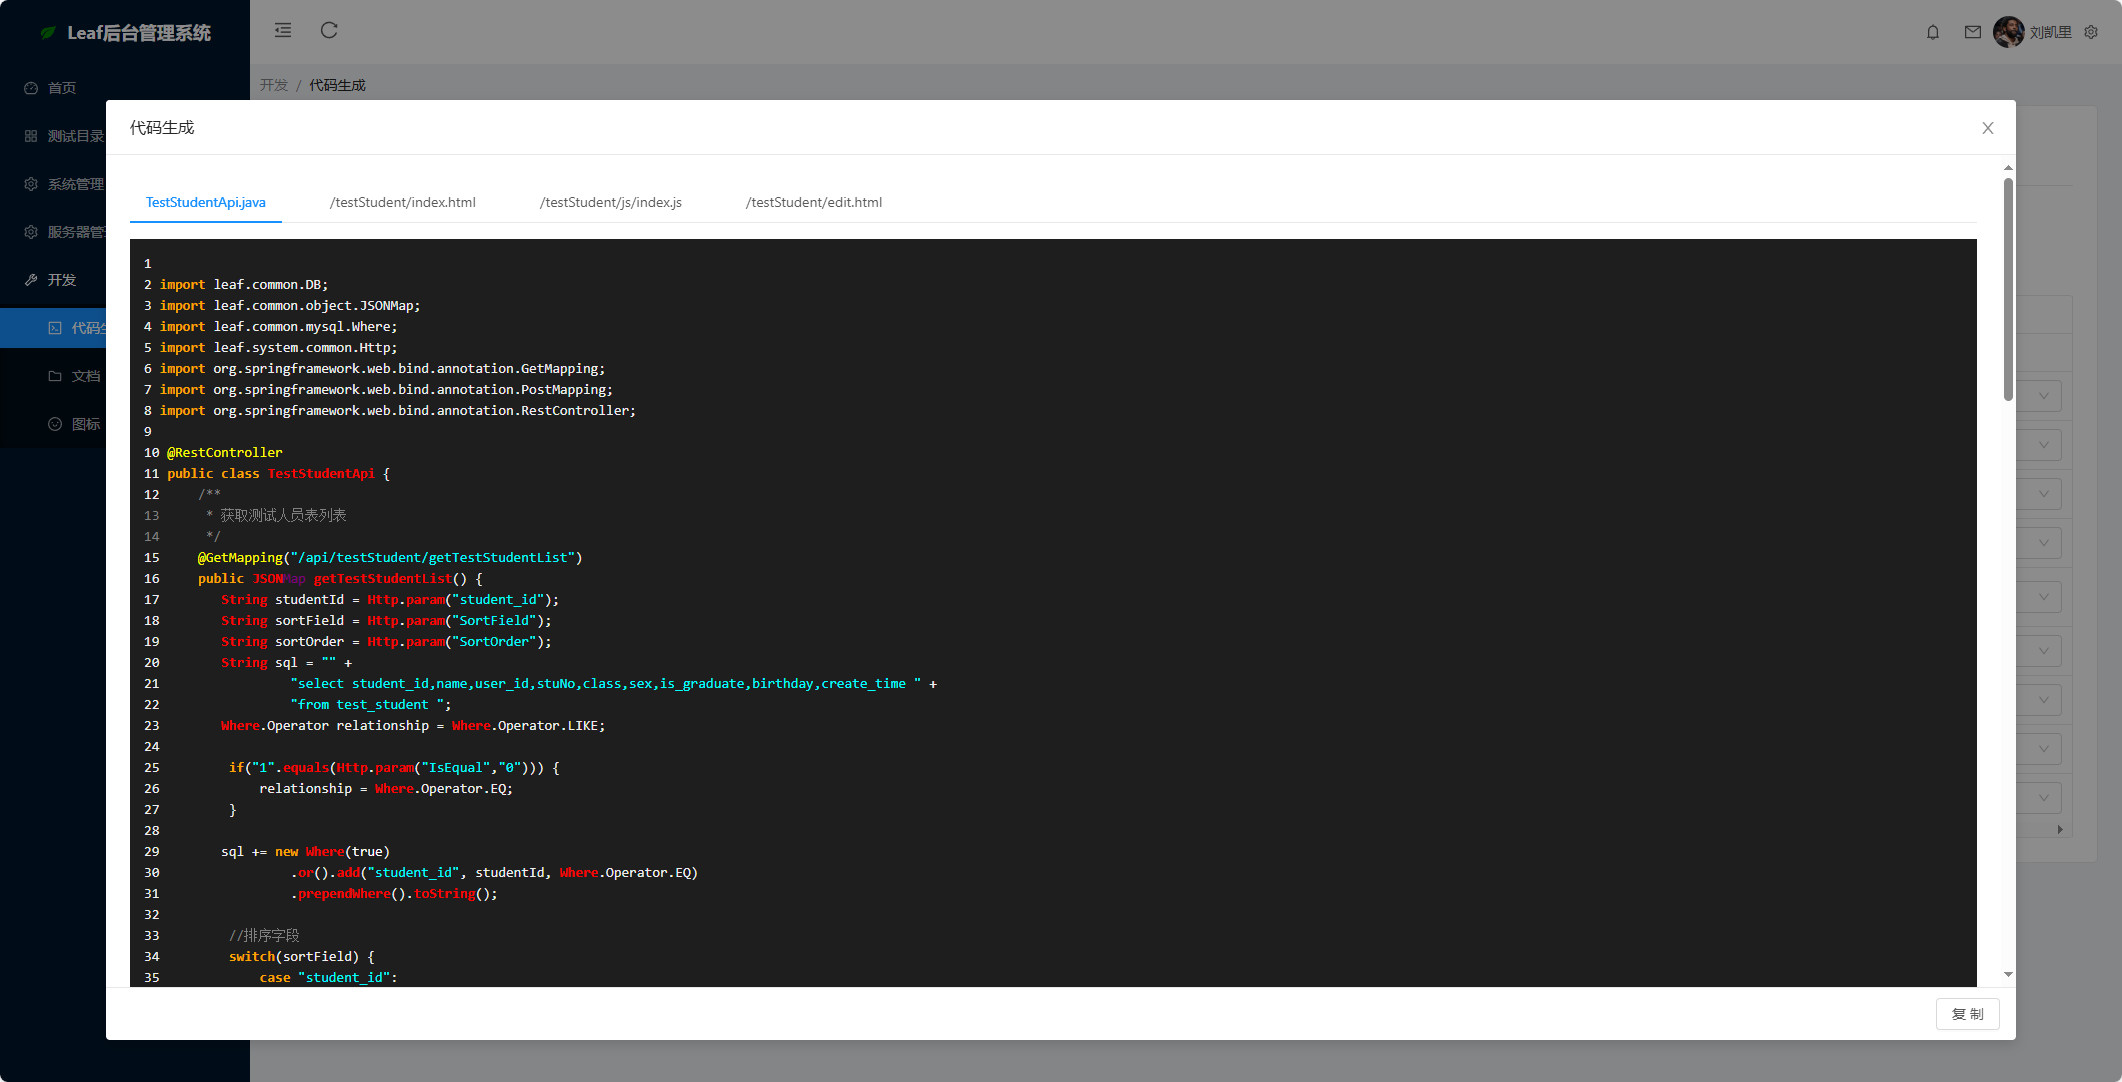 Leaf后台管理系统
刘凯里
首页
开发 / 代码生成
代码生成
测试目录
系统管理
服务器管
开发
代码生
文档
图标
TestStudentApi.java /testStudent/index.html /testStudent/js/index.js /testStudent/edit.html
1
2 import leaf.common.DB;
3 import leaf.common.object.JSONMap;
4 import leaf.common.mysql.Where;
5 import leaf.system.common.Http;
6 import org.springframework.web.bind.annotation.GetMapping;
7 import org.springframework.web.bind.annotation.PostMapping;
8 import org.springframework.web.bind.annotation.RestController;
9
10 @RestController
11 public class TestStudentApi {
12 /**
13 * 获取测试人员表列表
14 */
15 @GetMapping("/api/testStudent/getTestStudentList")
16 public JSONMap getTestStudentList() {
17 String studentId = Http.param("student_id");
18 String sortField = Http.param("SortField");
19 String sortOrder = Http.param("SortOrder");
20 String sql = "" +
21 "select student_id,name,user_id,stuNo,class,sex,is_graduate,birthday,create_time " +
22 "from test_student ";
23 Where.Operator relationship = Where.Operator.LIKE;
24
25 if("1".equals(Http.param("IsEqual","0"))) {
26 relationship = Where.Operator.EQ;
27 }
28
29 sql += new Where(true)
30 .or().add("student_id", studentId, Where.Operator.EQ)
31 .prependWhere().toString();
32
33 //排序字段
34 switch(sortField) {
35 case "student_id":
复 制